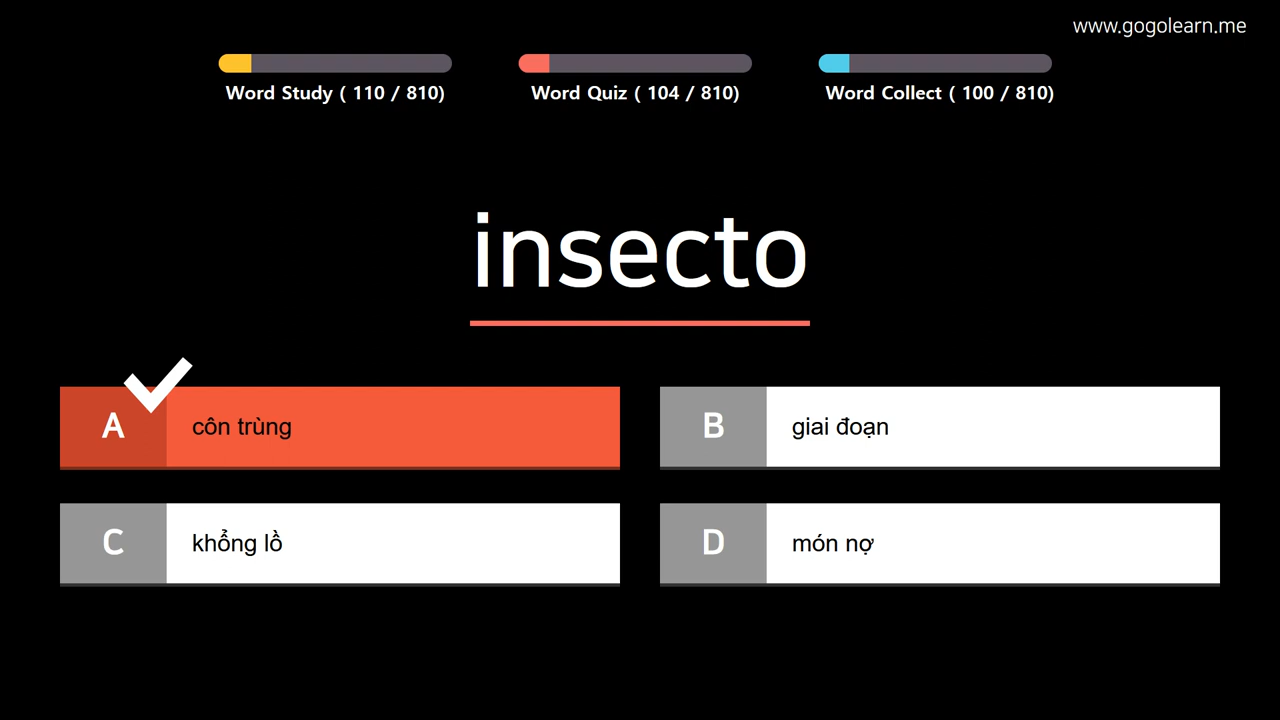 www.gogolearn.me
Word Study ( 110 / 810)
Word Quiz ( 104 / 810)
Word Collect ( 100 / 810)
insecto
A côn trùng
B giai đoạn
C khổng lồ
D món nợ